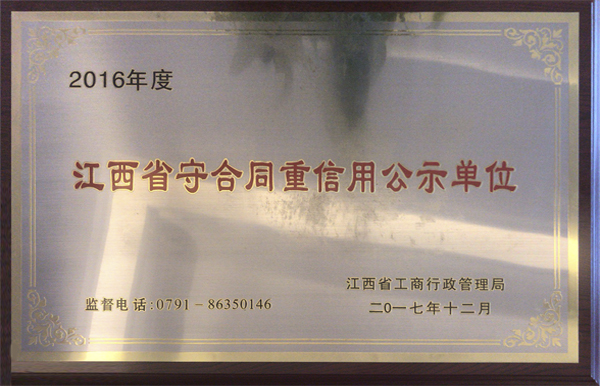 2016年度
江西省守合同重信用公示单位
江西省工商行政管理局
监督电话:0791-86350146
二0一七年十二月